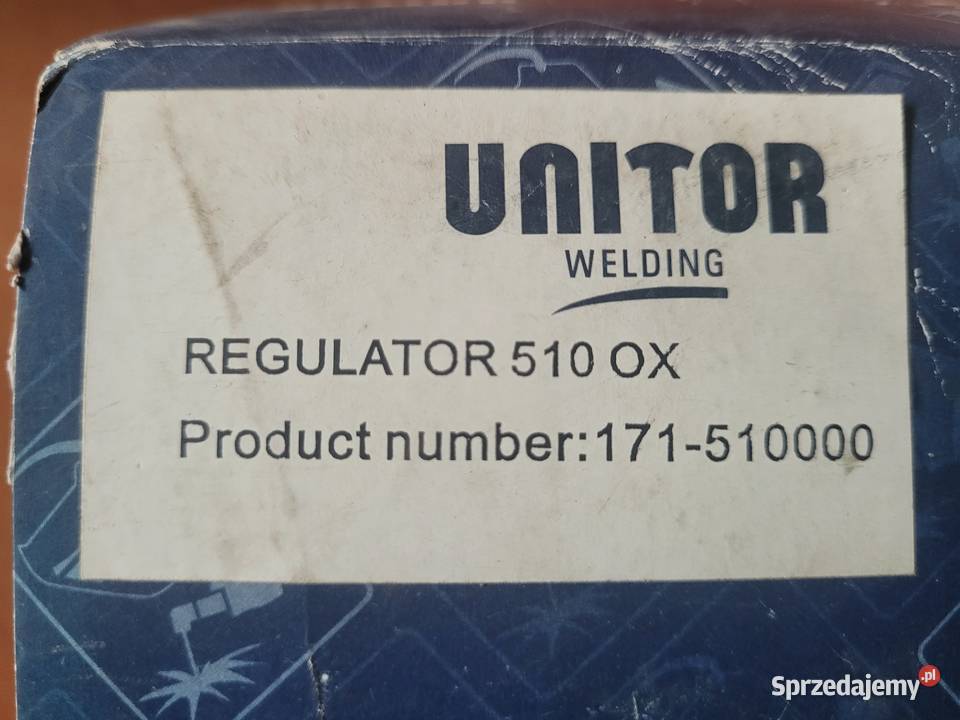 UNITOR
WELDING
REGULATOR 510 OX
Product number:171-510000
Sprzedajemy.pl